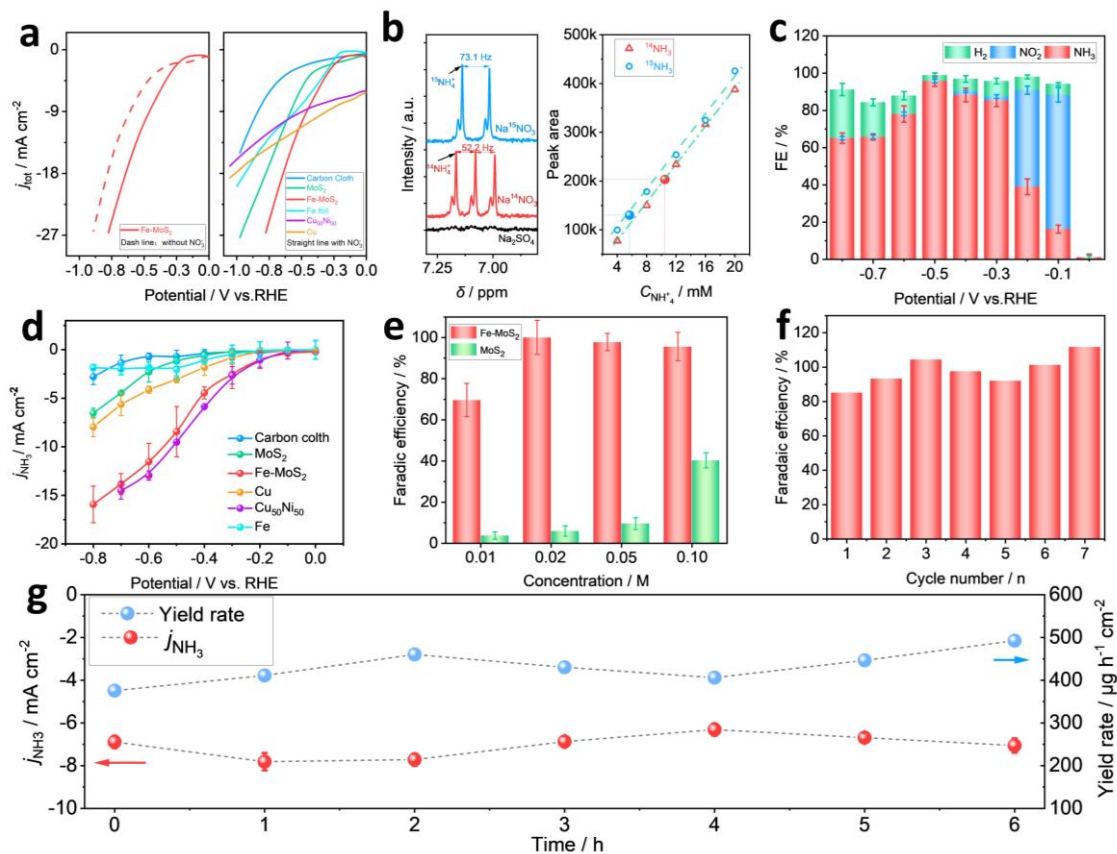 a
0
-9
-18
-27
j_tot / mA cm⁻²
Fe-MoS₂
Dash line: without NO₃⁻
-1.0 -0.6 -0.3 0.0
Carbon Cloth
MoS₂
Fe-MoS₂
Fe foil
Cu₅₀Ni₅₀
Cu
Straight line with NO₃⁻
-1.0 -0.6 -0.3 0.0
Potential / V vs.RHE
Potential / V vs.RHE
b
Intensity / a.u.
73.1 Hz
¹⁵NH₄⁺
Na¹⁵NO₃
52.2 Hz
¹⁴NH₄⁺
Na¹⁴NO₃
Na₂SO₄
7.25 7.00
δ / ppm
Peak area
500k
400k
300k
200k
100k
¹⁴NH₃
¹⁵NH₃
4 8 12 16 20
C_NH⁺₄ / mM
c
FE / %
120
100
80
60
40
20
0
H₂ NO₂⁻ NH₃
-0.7 -0.5 -0.3 -0.1
Potential / V vs.RHE
d
j_NH₃ / mA cm⁻²
0
-5
-10
-15
-20
Carbon colth
MoS₂
Fe-MoS₂
Cu
Cu₅₀Ni₅₀
Fe
-0.8 -0.6 -0.4 -0.2 0.0
Potential / V vs. RHE
e
Faradic efficiency / %
100
80
60
40
20
0
Fe-MoS₂
MoS₂
0.01 0.02 0.05 0.10
Concentration / M
f
Faradaic efficiency / %
120
100
80
60
40
20
0
1 2 3 4 5 6 7
Cycle number / n
g
j_NH3 / mA cm⁻²
0
-2
-4
-6
-8
-10
Yield rate
j_NH₃
600
500
400
300
200
100
Yield rate / μg h⁻¹ cm⁻²
0 1 2 3 4 5 6
Time / h